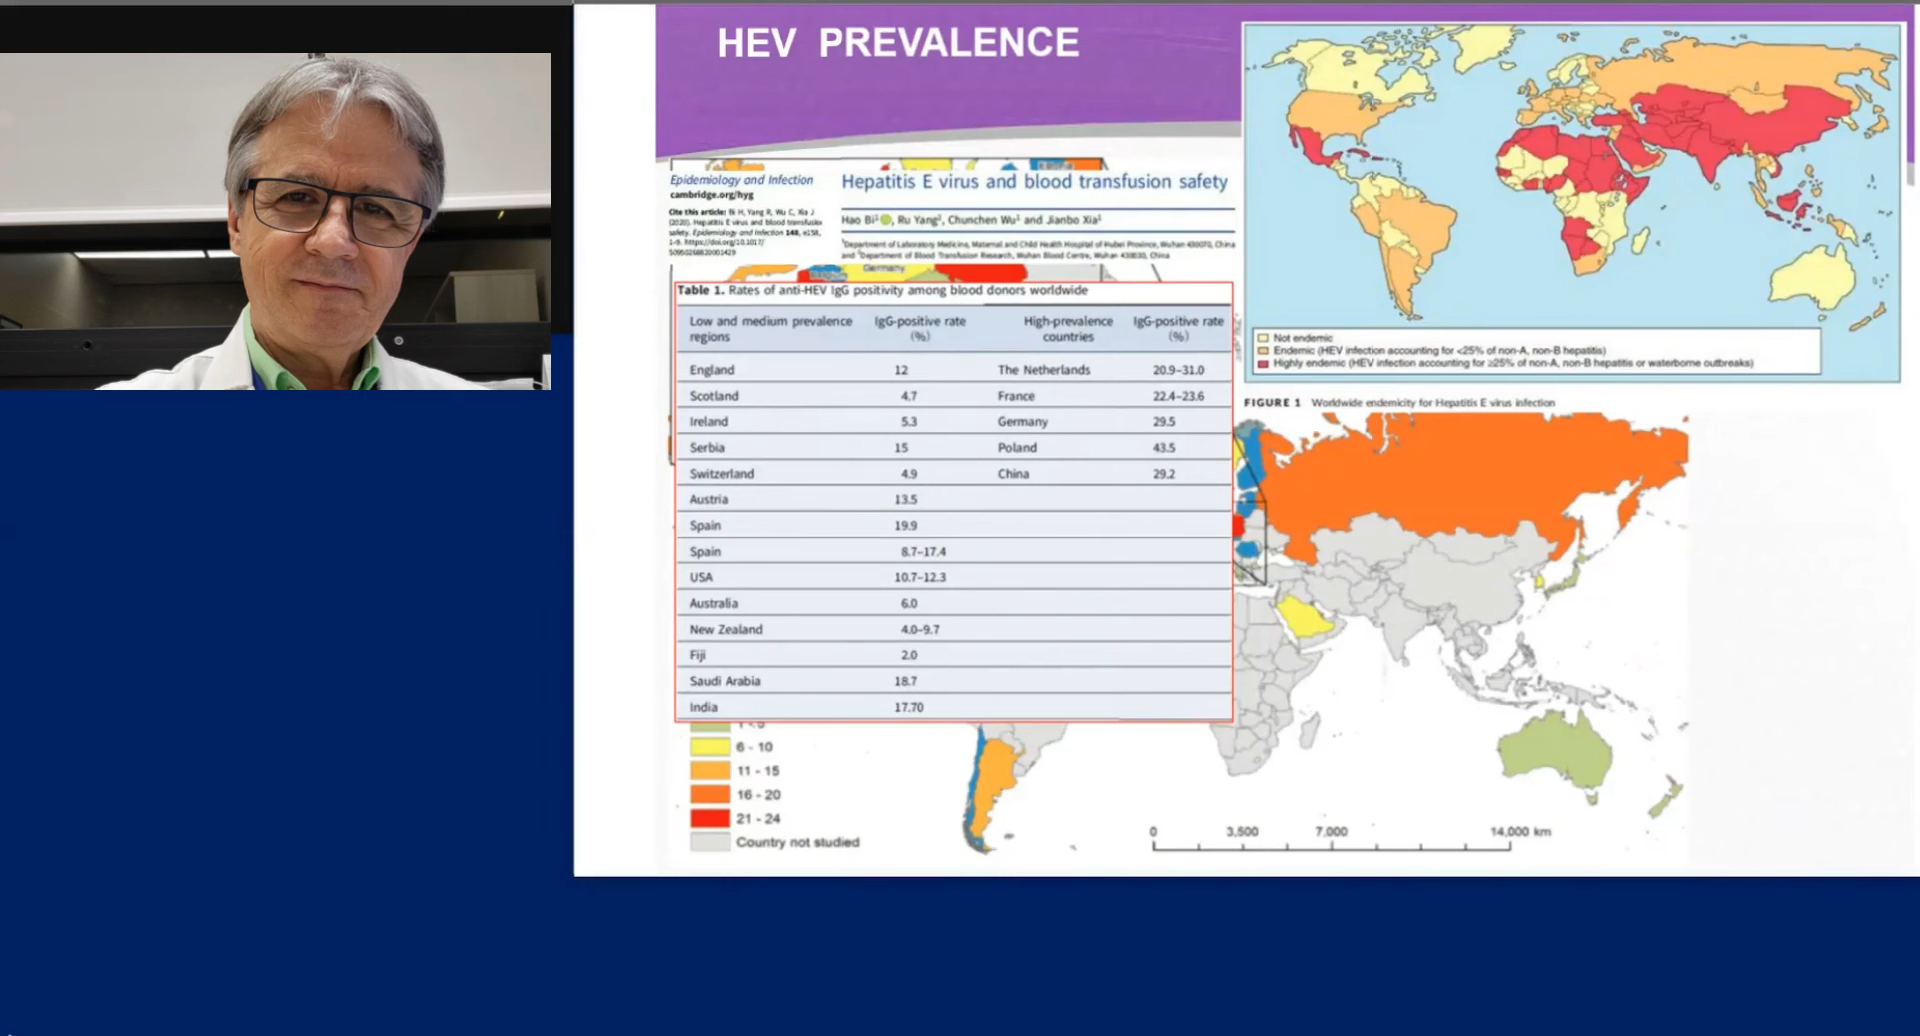 HEV PREVALENCE
Epidemiology and Infection
cambridge.org/hyg
Cite this article: Bi H, Yang R, Wu C, Xia J
(2020). Hepatitis E virus and blood transfusion
safety. Epidemiology and Infection 148, e158,
1–9. https://doi.org/10.1017/
S0950268820001429
Hepatitis E virus and blood transfusion safety
Hao Bi¹, Ru Yang², Chunchen Wu¹ and Jianbo Xia¹
¹Department of Laboratory Medicine, Maternal and Child Health Hospital of Hubei Province, Wuhan 430070, China
and ²Department of Blood Transfusion Research, Wuhan Blood Centre, Wuhan 430030, China
Germany
Table 1. Rates of anti-HEV IgG positivity among blood donors worldwide
Low and medium prevalence regions IgG-positive rate (%) High-prevalence countries IgG-positive rate (%)
England 12 The Netherlands 20.9–31.0
Scotland 4.7 France 22.4–23.6
Ireland 5.3 Germany 29.5
Serbia 15 Poland 43.5
Switzerland 4.9 China 29.2
Austria 13.5
Spain 19.9
Spain 8.7–17.4
USA 10.7–12.3
Australia 6.0
New Zealand 4.0–9.7
Fiji 2.0
Saudi Arabia 18.7
India 17.70
6 - 10
11 - 15
16 - 20
21 - 24
Country not studied
Not endemic
Endemic (HEV infection accounting for <25% of non-A, non-B hepatitis)
Highly endemic (HEV infection accounting for ≥25% of non-A, non-B hepatitis or waterborne outbreaks)
FIGURE 1 Worldwide endemicity for Hepatitis E virus infection
0 3,500 7,000 14,000 km